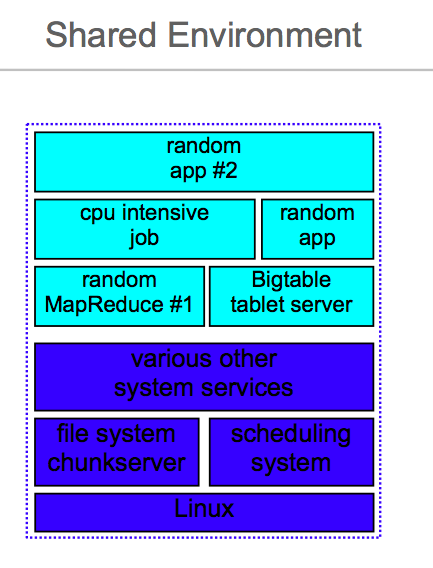 Shared Environment
random
app #2
cpu intensive
job
random
app
random
MapReduce #1
Bigtable
tablet server
various other
system services
file system
chunkserver
scheduling
system
Linux